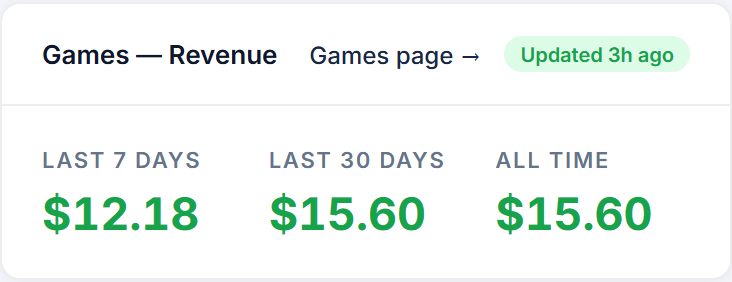 Games — Revenue Games page → Updated 3h ago
LAST 7 DAYS LAST 30 DAYS ALL TIME
$12.18 $15.60 $15.60